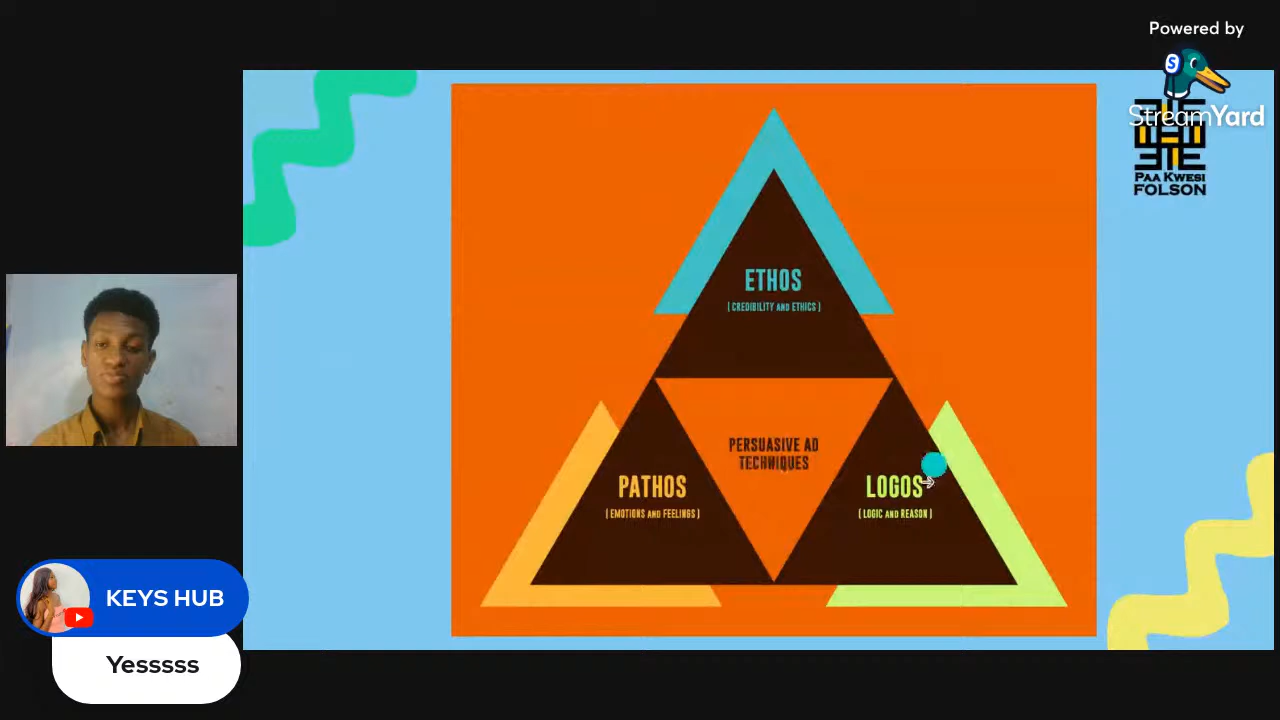 Powered by
StreamYard
PAA KWESI
FOLSON
ETHOS
( CREDIBILITY AND ETHICS )
PERSUASIVE AD
TECHNIQUES
PATHOS
( EMOTIONS AND FEELINGS )
LOGOS
( LOGIC AND REASON )
KEYS HUB
Yesssss